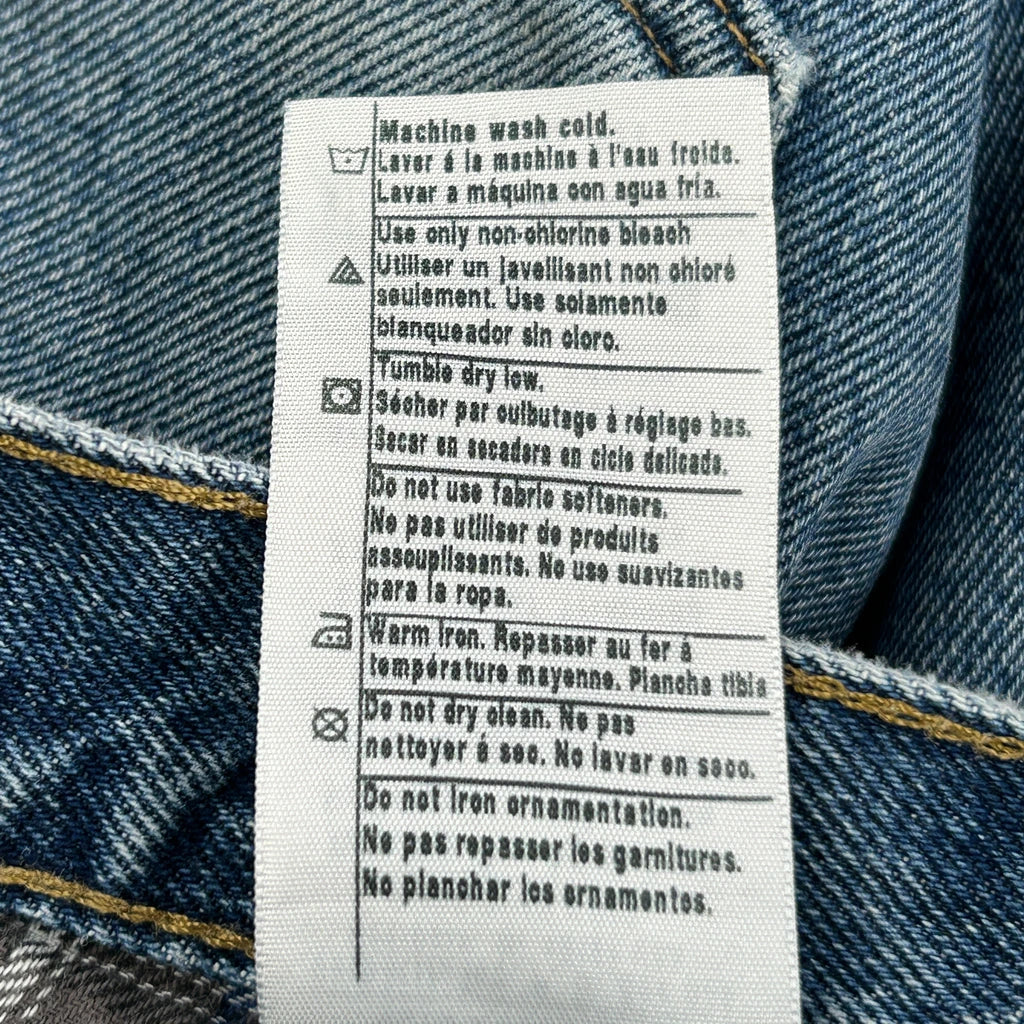 Machine wash cold.
Laver á la machine à l'eau froide.
Lavar a máquina con agua fría.
Use only non-chlorine bleach
Utiliser un javellisant non chloré
seulement. Use solamente
blanqueador sin cloro.
Tumble dry low.
Sécher par culbutage à réglage bas.
Secar en secadora en ciclo delicado.
Do not use fabric softeners.
Ne pas utiliser de produits
assouplissants. No use suavizantes
para la ropa.
Warm iron. Repasser au fer à
température moyenne. Plancha tibia
Do not dry clean. Ne pas
nettoyer á sec. No lavar en seco.
Do not iron ornamentation.
Ne pas repasser les garnitures.
No planchar los ornamentos.